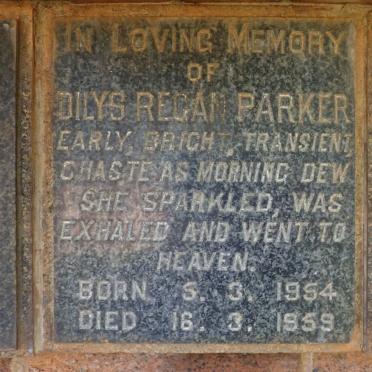 IN LOVING MEMORY
OF
DILYS REGAN PARKER
EARLY, BRIGHT, TRANSIENT,
CHASTE AS MORNING DEW
SHE SPARKLED, WAS
EXHALED AND WENT TO
HEAVEN.
BORN 5. 3. 1954
DIED 16. 3. 1959